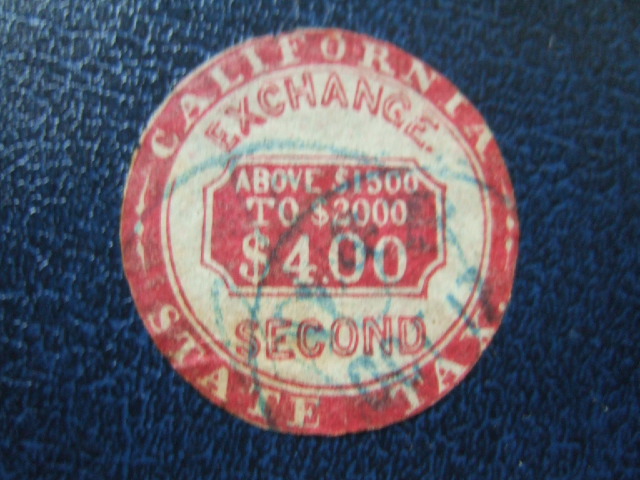 CALIFORNIA
EXCHANGE.
ABOVE $1500
TO $2000
$4.00
SECOND
STATE TAX.